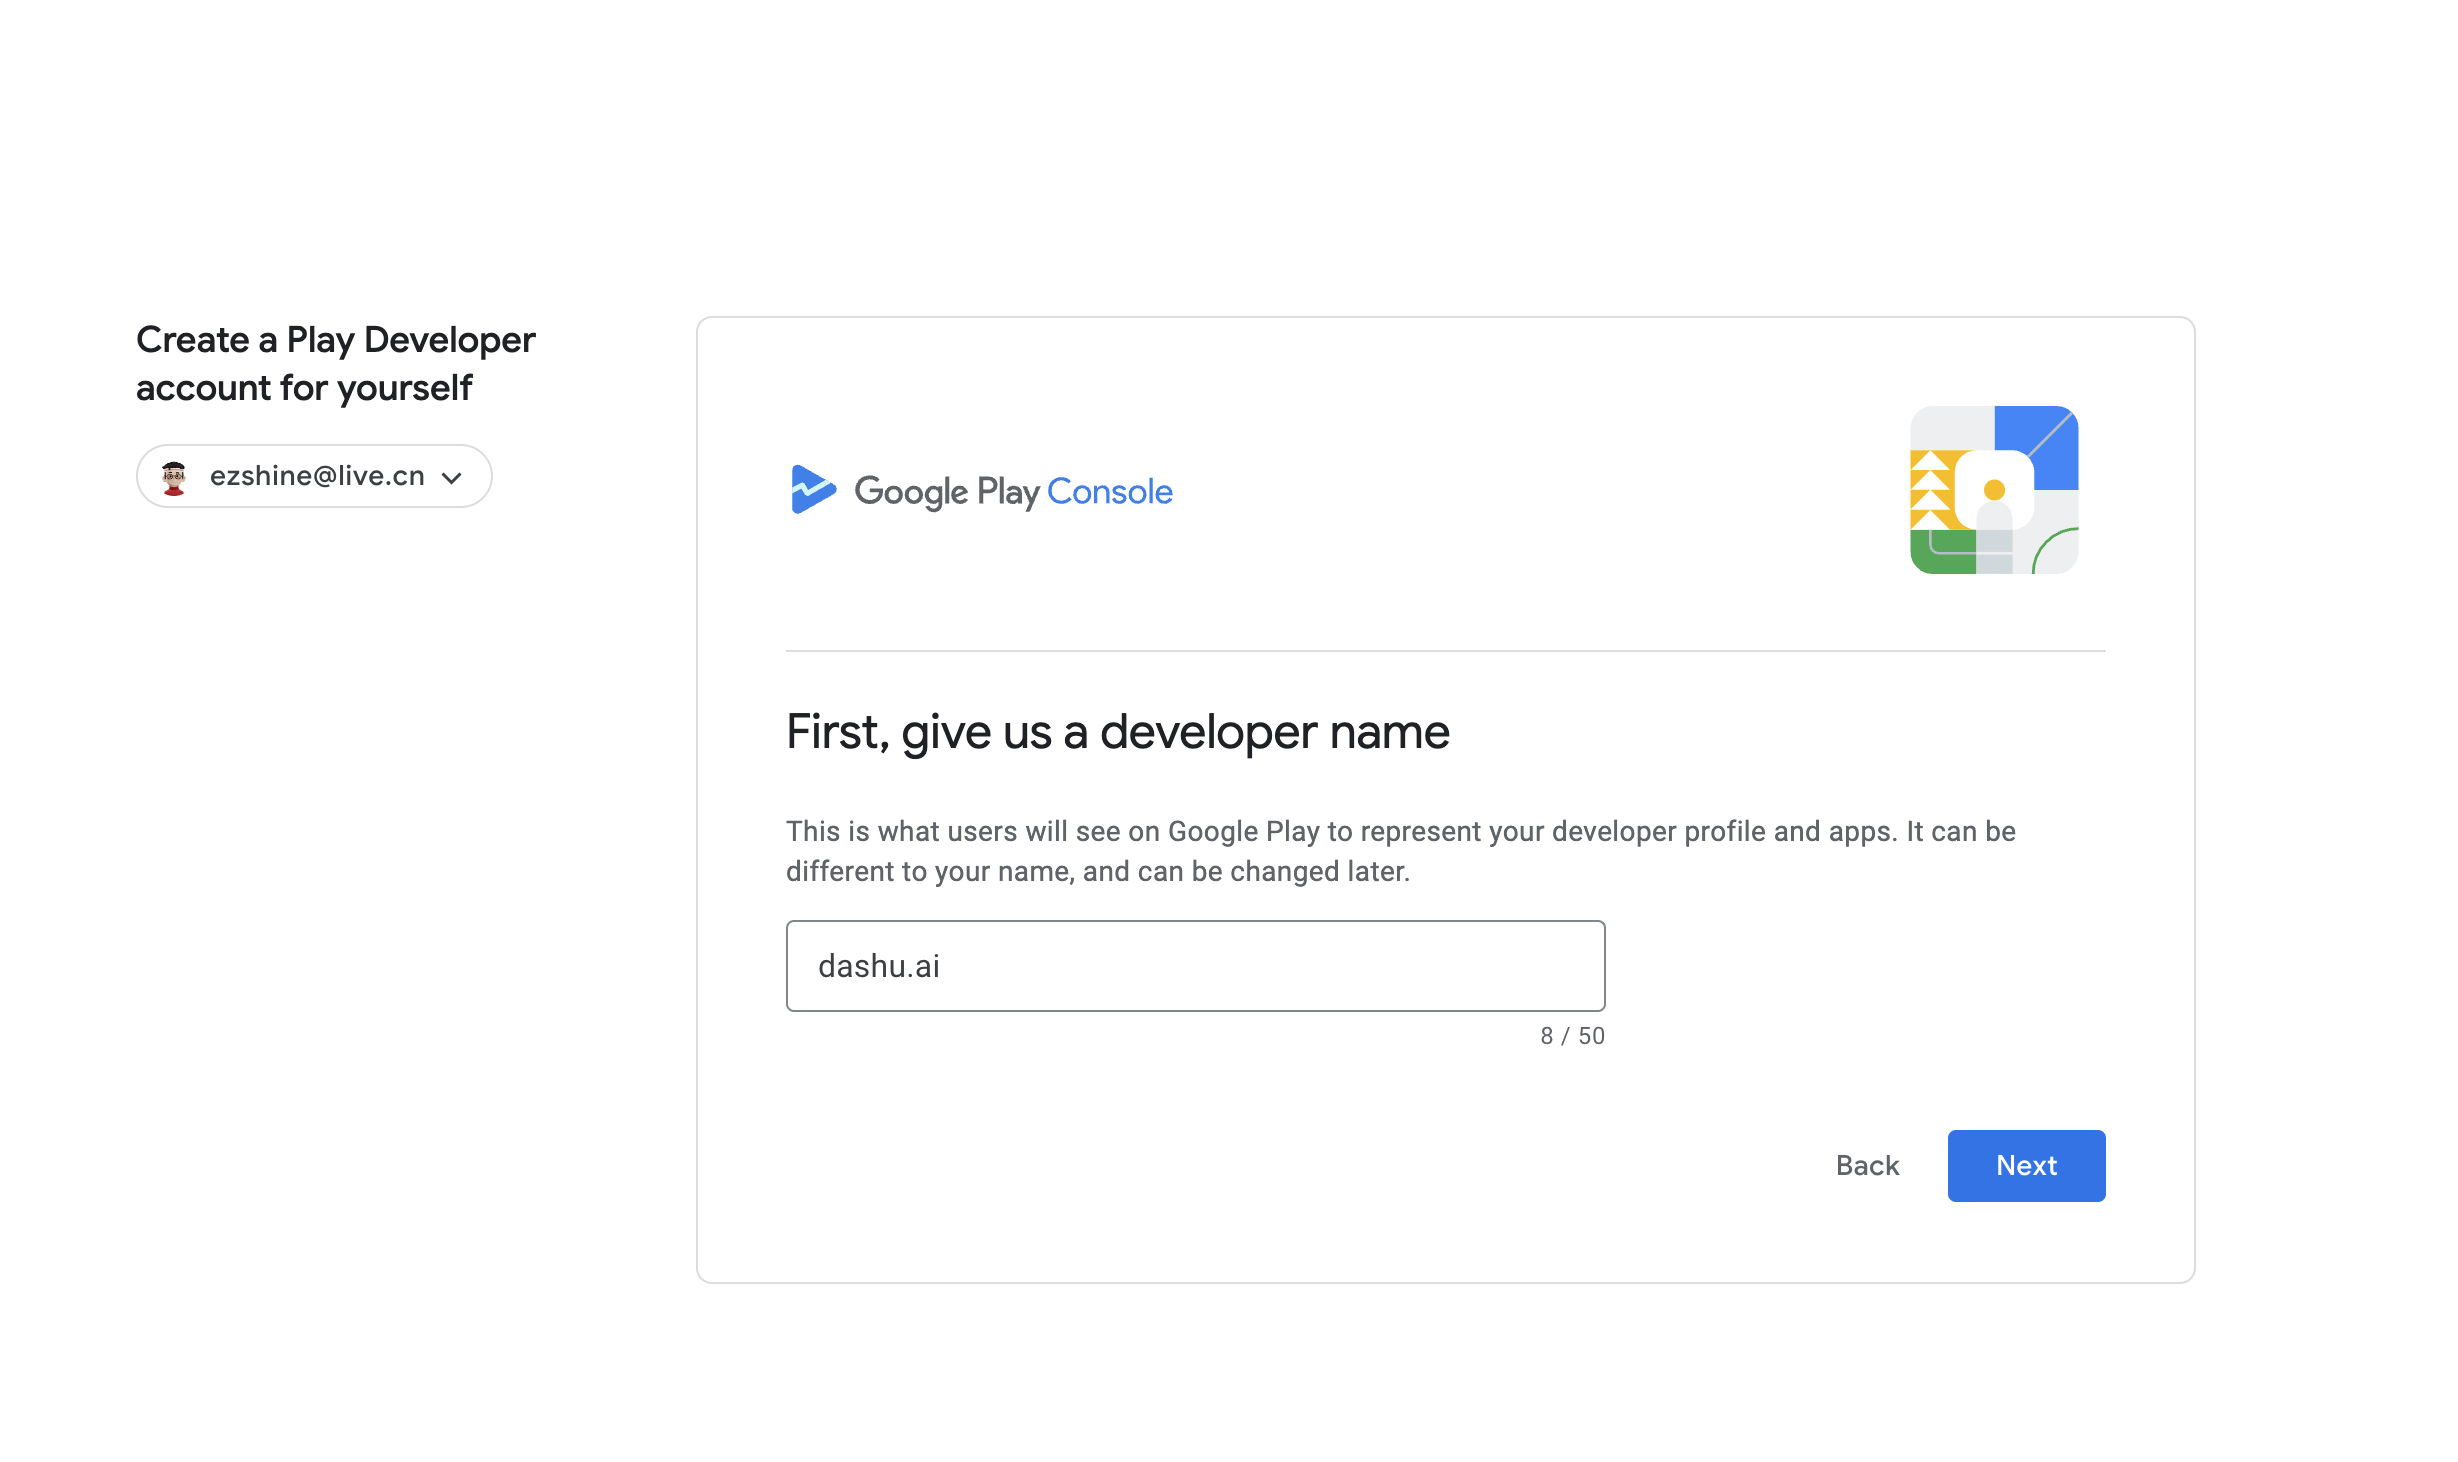 Create a Play Developer
account for yourself
ezshine@live.cn
Google Play Console
First, give us a developer name
This is what users will see on Google Play to represent your developer profile and apps. It can be
different to your name, and can be changed later.
dashu.ai
8 / 50
Back
Next